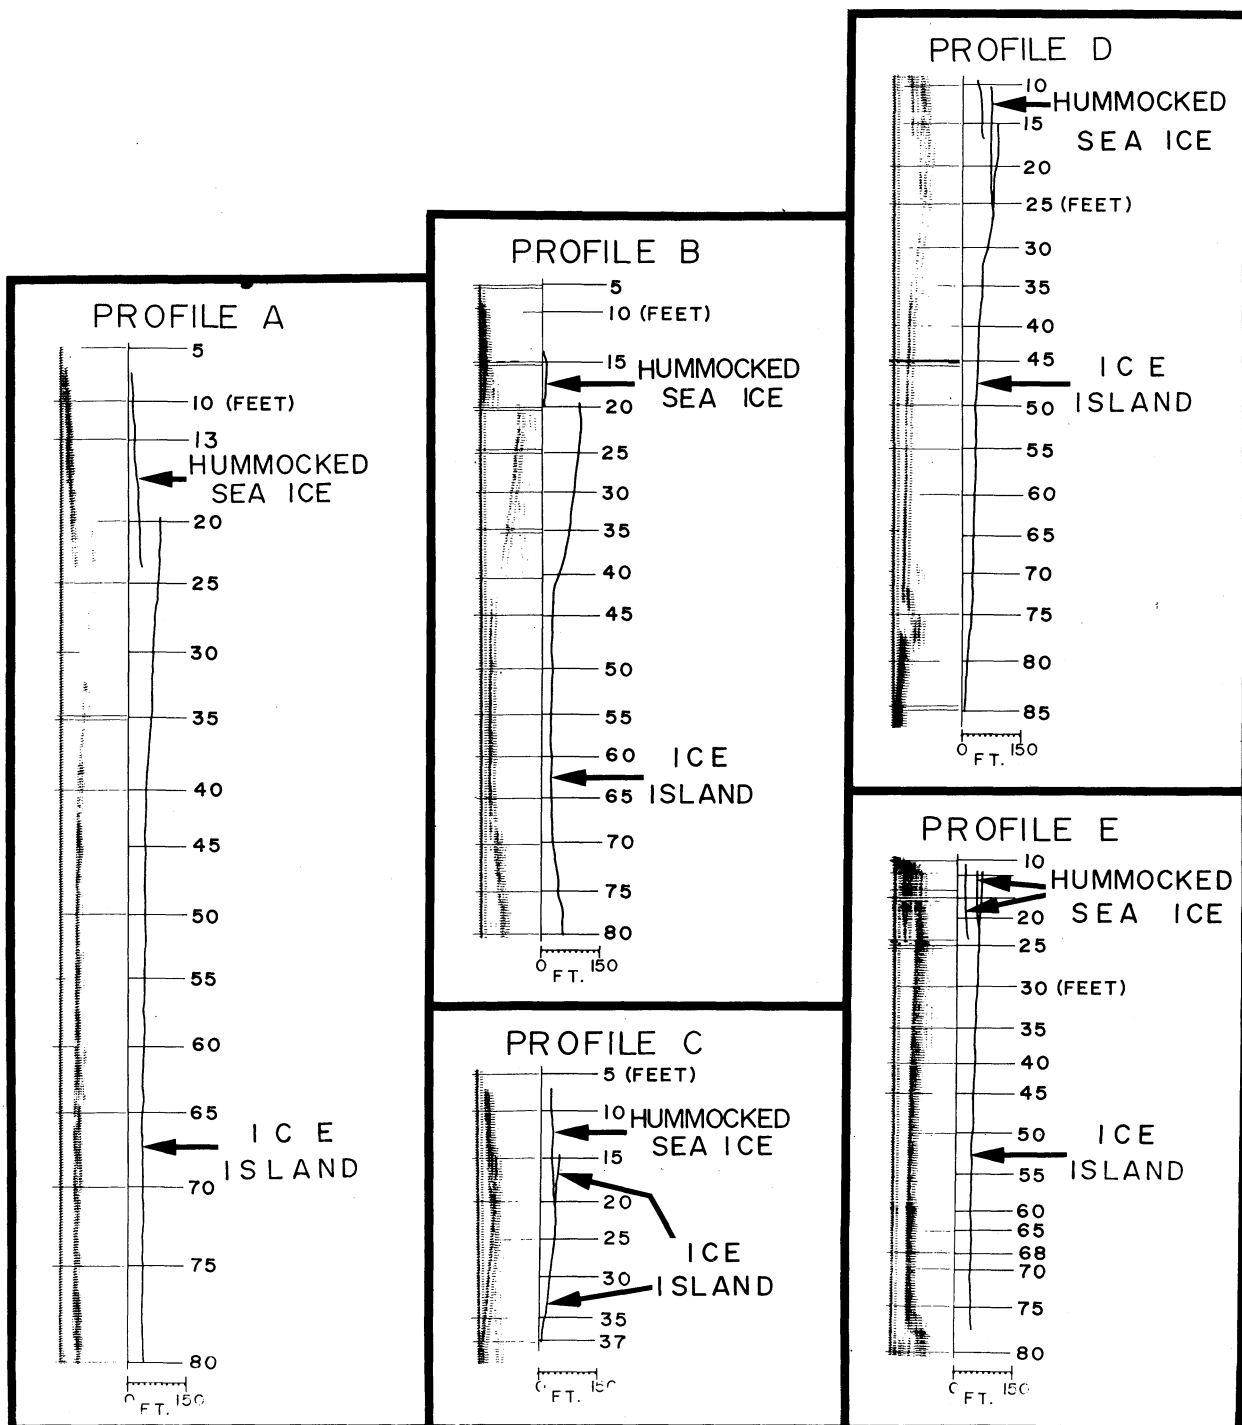 PROFILE A
5
10 (FEET)
13
HUMMOCKED
SEA ICE
20
25
30
35
40
45
50
55
60
65
ICE
ISLAND
70
75
80
0 150
FT.
PROFILE B
5
10 (FEET)
15
HUMMOCKED
SEA ICE
20
25
30
35
40
45
50
55
60
ICE
65
ISLAND
70
75
80
0 150
FT.
PROFILE C
5 (FEET)
10
HUMMOCKED
SEA ICE
15
20
25
ICE
30
ISLAND
35
37
0 150
FT.
PROFILE D
10
HUMMOCKED
15
SEA ICE
20
25 (FEET)
30
35
40
45
ICE
50
ISLAND
55
60
65
70
75
80
85
0 150
FT.
PROFILE E
10
HUMMOCKED
20
SEA ICE
25
30 (FEET)
35
40
45
50
ICE
55
ISLAND
60
65
68
70
75
80
0 150
FT.